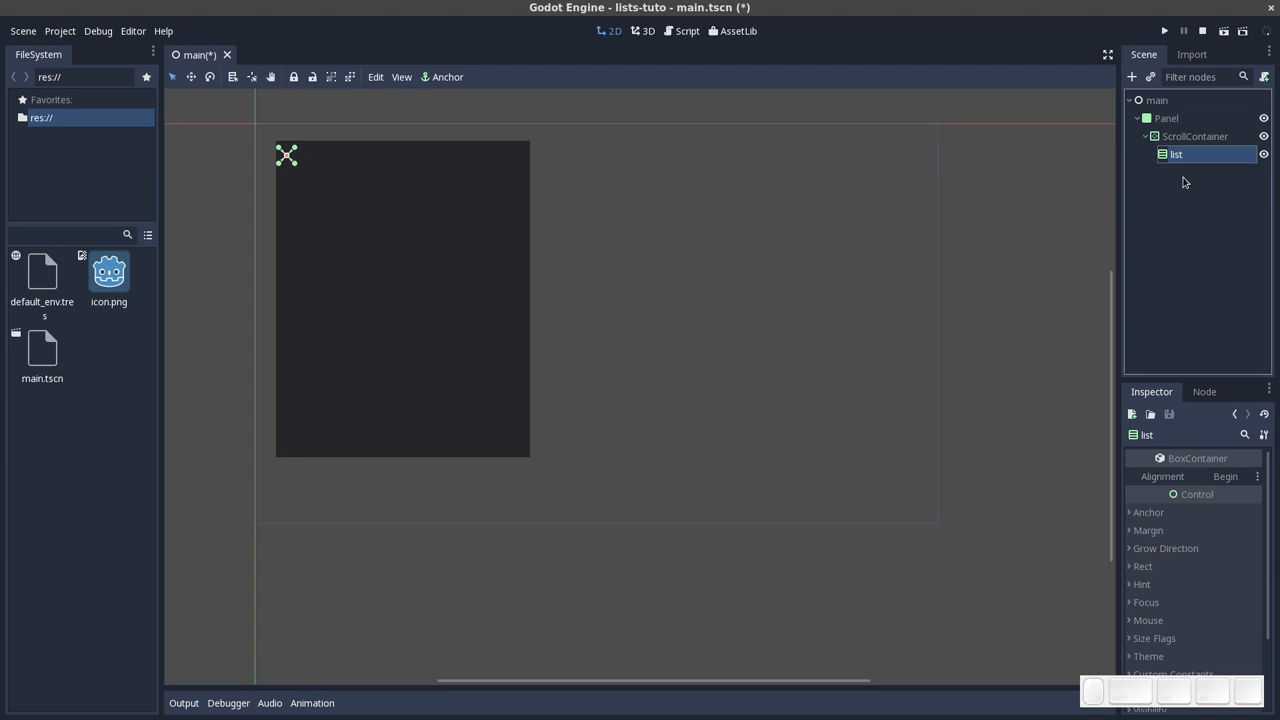 Godot Engine - lists-tuto - main.tscn (*)
Scene Project Debug Editor Help
2D 3D Script AssetLib
FileSystem
main(*)
Scene Import
res://
Edit View Anchor
Filter nodes
Favorites:
res://
main
Panel
ScrollContainer
list
default_env.tre
s
icon.png
main.tscn
Inspector Node
list
BoxContainer
Alignment Begin
Control
Anchor
Margin
Grow Direction
Rect
Hint
Focus
Mouse
Size Flags
Theme
Output Debugger Audio Animation